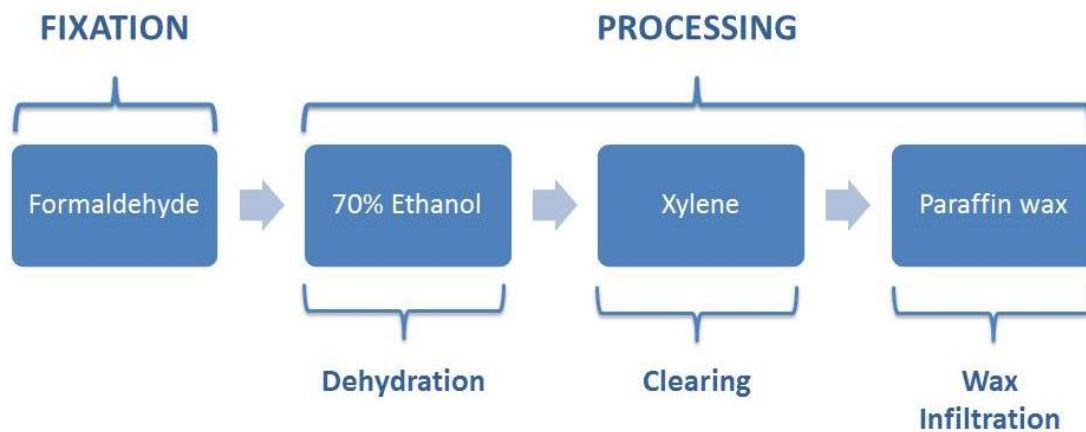 FIXATION
PROCESSING
Formaldehyde
70% Ethanol
Xylene
Paraffin wax
Dehydration
Clearing
Wax
Infiltration